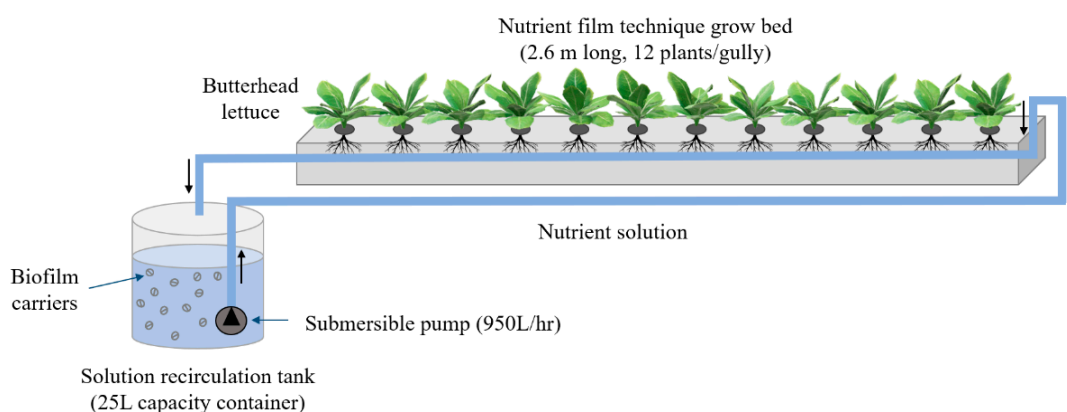 Nutrient film technique grow bed
(2.6 m long, 12 plants/gully)
Butterhead
lettuce
Nutrient solution
Biofilm
carriers
Submersible pump (950L/hr)
Solution recirculation tank
(25L capacity container)